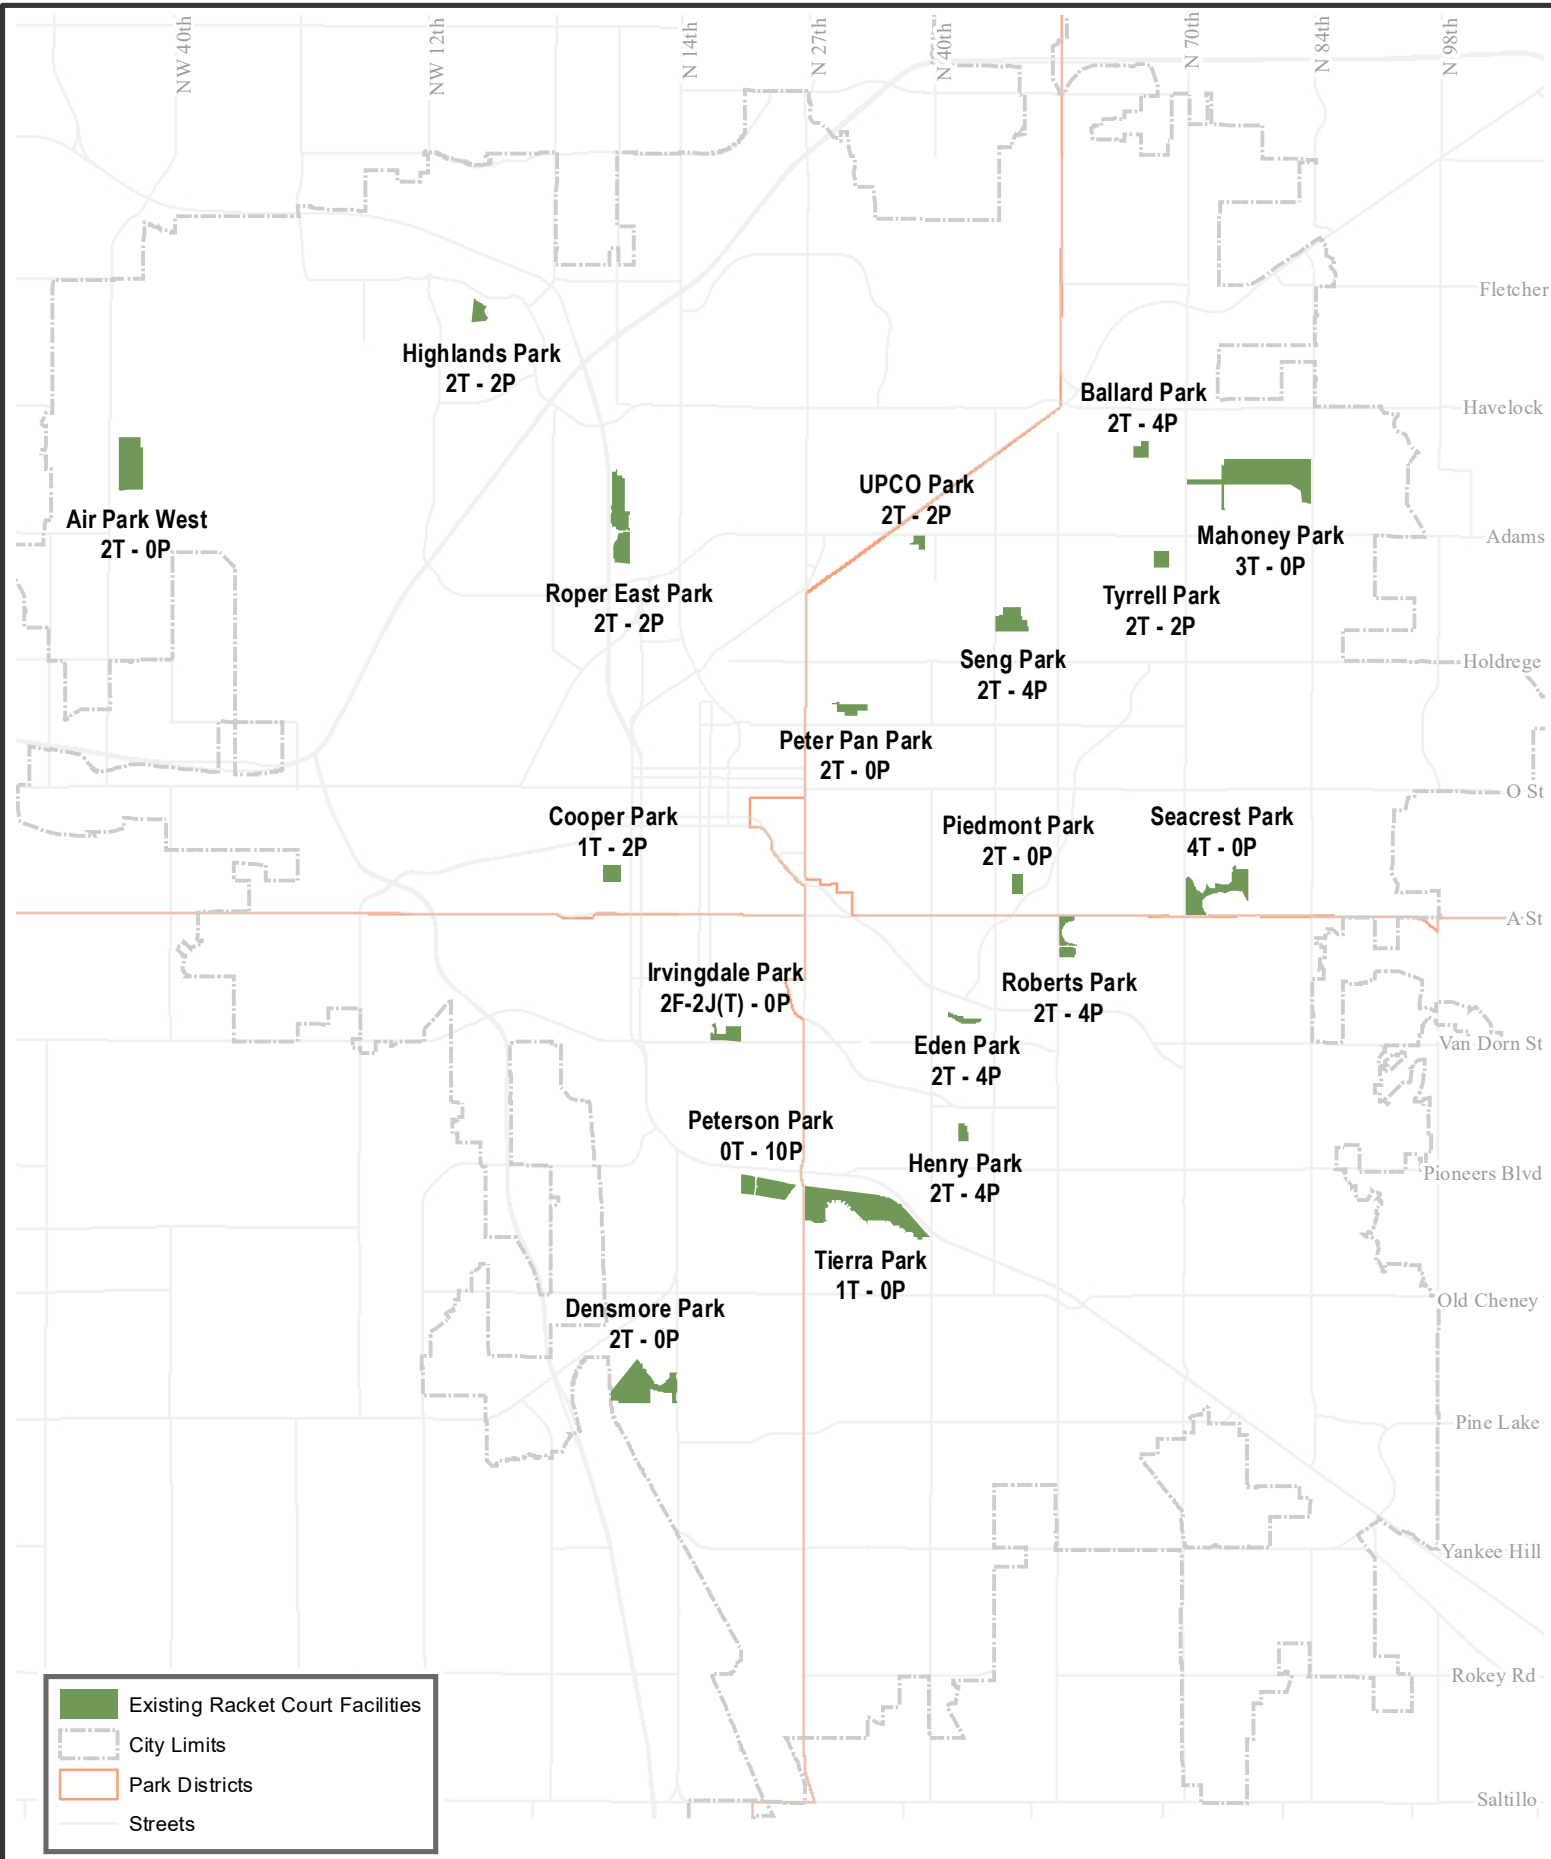 NW 40th
NW 12th
N 14th
N 27th
N 40th
N 70th
N 84th
N 98th
Fletcher
Highlands Park
2T - 2P
Ballard Park
2T - 4P
Havelock
UPCO Park
2T - 2P
Air Park West
2T - 0P
Mahoney Park
3T - 0P
Adams
Roper East Park
2T - 2P
Tyrrell Park
2T - 2P
Seng Park
2T - 4P
Holdrege
Peter Pan Park
2T - 0P
O St
Cooper Park
1T - 2P
Piedmont Park
2T - 0P
Seacrest Park
4T - 0P
A St
Irvingdale Park
2F-2J(T) - 0P
Roberts Park
2T - 4P
Eden Park
2T - 4P
Van Dorn St
Peterson Park
0T - 10P
Henry Park
2T - 4P
Pioneers Blvd
Tierra Park
1T - 0P
Old Cheney
Densmore Park
2T - 0P
Pine Lake
Yankee Hill
Rokey Rd
Saltillo
Existing Racket Court Facilities
City Limits
Park Districts
Streets